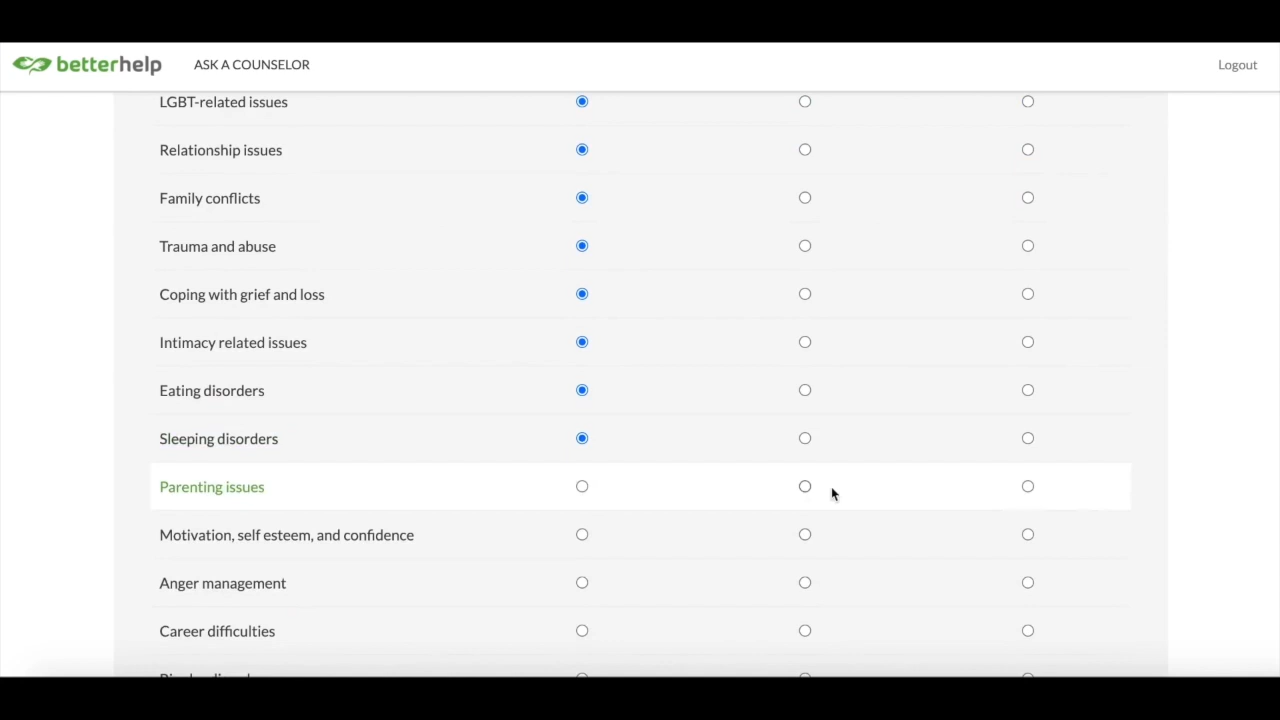 betterhelp ASK A COUNSELOR Logout
LGBT-related issues
Relationship issues
Family conflicts
Trauma and abuse
Coping with grief and loss
Intimacy related issues
Eating disorders
Sleeping disorders
Parenting issues
Motivation, self esteem, and confidence
Anger management
Career difficulties